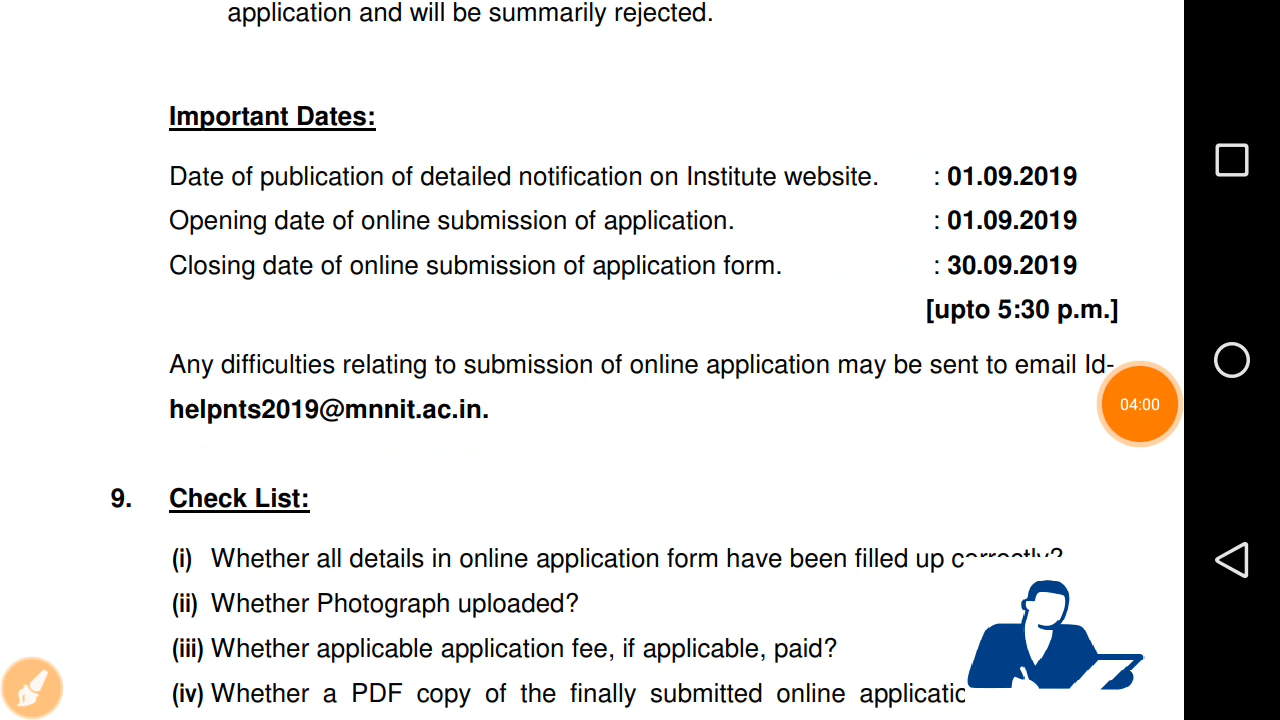 application and will be summarily rejected.
Important Dates:
Date of publication of detailed notification on Institute website. : 01.09.2019
Opening date of online submission of application. : 01.09.2019
Closing date of online submission of application form. : 30.09.2019
[upto 5:30 p.m.]
Any difficulties relating to submission of online application may be sent to email Id-
helpnts2019@mnnit.ac.in.
04:00
9. Check List:
(i) Whether all details in online application form have been filled up correctly?
(ii) Whether Photograph uploaded?
(iii) Whether applicable application fee, if applicable, paid?
(iv) Whether a PDF copy of the finally submitted online